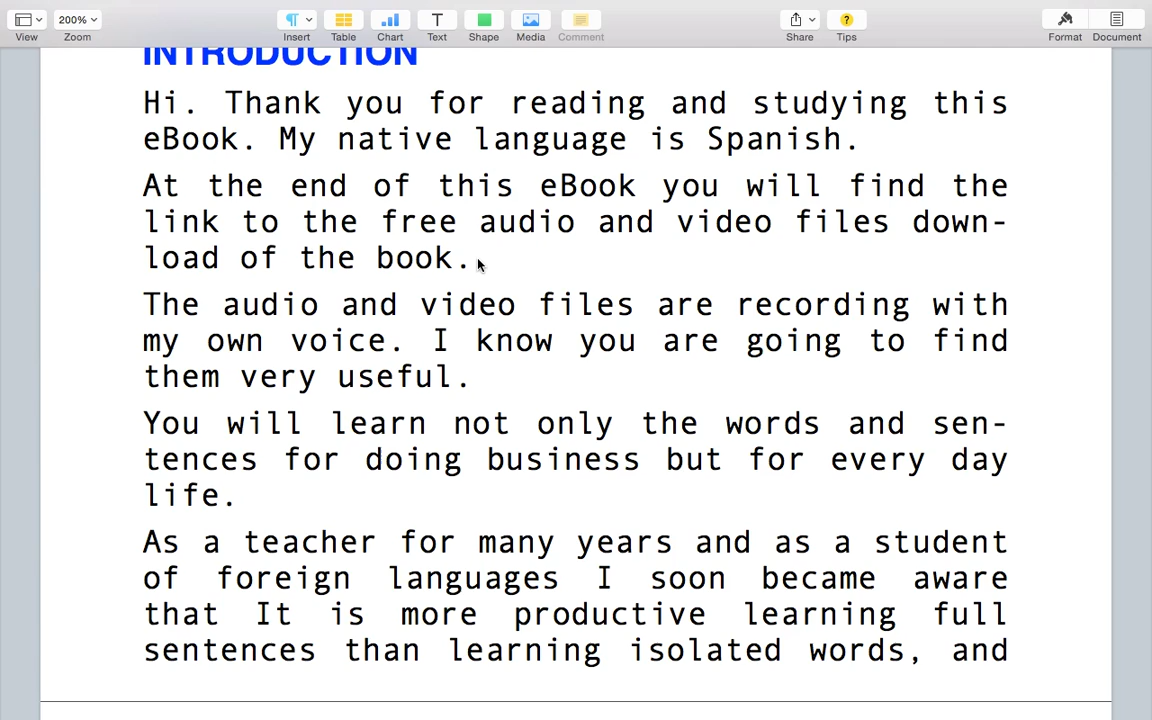 200%
View
Zoom
Insert
Table
Chart
Text
Shape
Media
Comment
Share
Tips
Format
Document
INTRODUCTION
Hi. Thank you for reading and studying this
eBook. My native language is Spanish.
At the end of this eBook you will find the
link to the free audio and video files down-
load of the book.
The audio and video files are recording with
my own voice. I know you are going to find
them very useful.
You will learn not only the words and sen-
tences for doing business but for every day
life.
As a teacher for many years and as a student
of foreign languages I soon became aware
that It is more productive learning full
sentences than learning isolated words, and